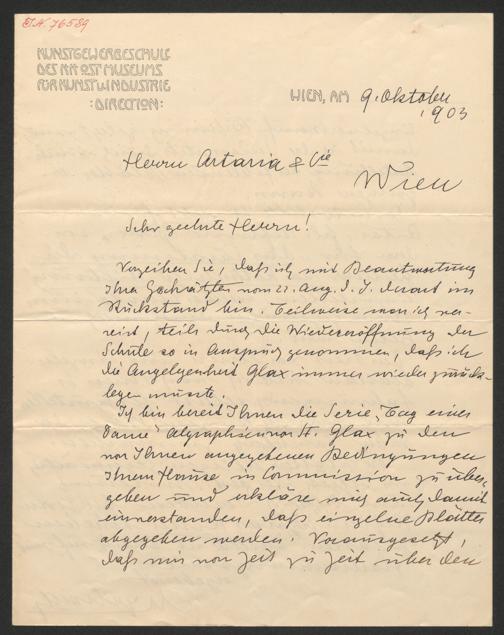 I.N. 76589
KUNSTGEWERBESCHULE
DES K.K. ÖST. MUSEUMS
FÜR KUNST U. INDUSTRIE
: DIRECTION :
WIEN, AM 9. Oktober
1903
Herrn Artaria & Cie
Wien
Sehr geehrte Herren!
Verzeihen Sie, daß ich mit Beantwortung
Ihres Geschätzten vom 27. Aug. d. J. derart im
Rückstand bin. Teilweise war ich ver-
reist, teils durch die Wiedereröffnung der
Schule so in Anspruch genommen, daß ich
die Angelegenheit Glax immer wieder zurück-
legen musste.
Ich bin bereit Ihnen die Serie „Tag einer
Dame" Algraphien von H. Glax zu den
von Ihnen angegebenen Bedingungen
Ihrem Hause in Commission zu über-
geben und erkläre mich auch damit
einverstanden, daß einzelne Blätter
abgegeben werden. Vorausgesetzt,
daß mir von Zeit zu Zeit über den